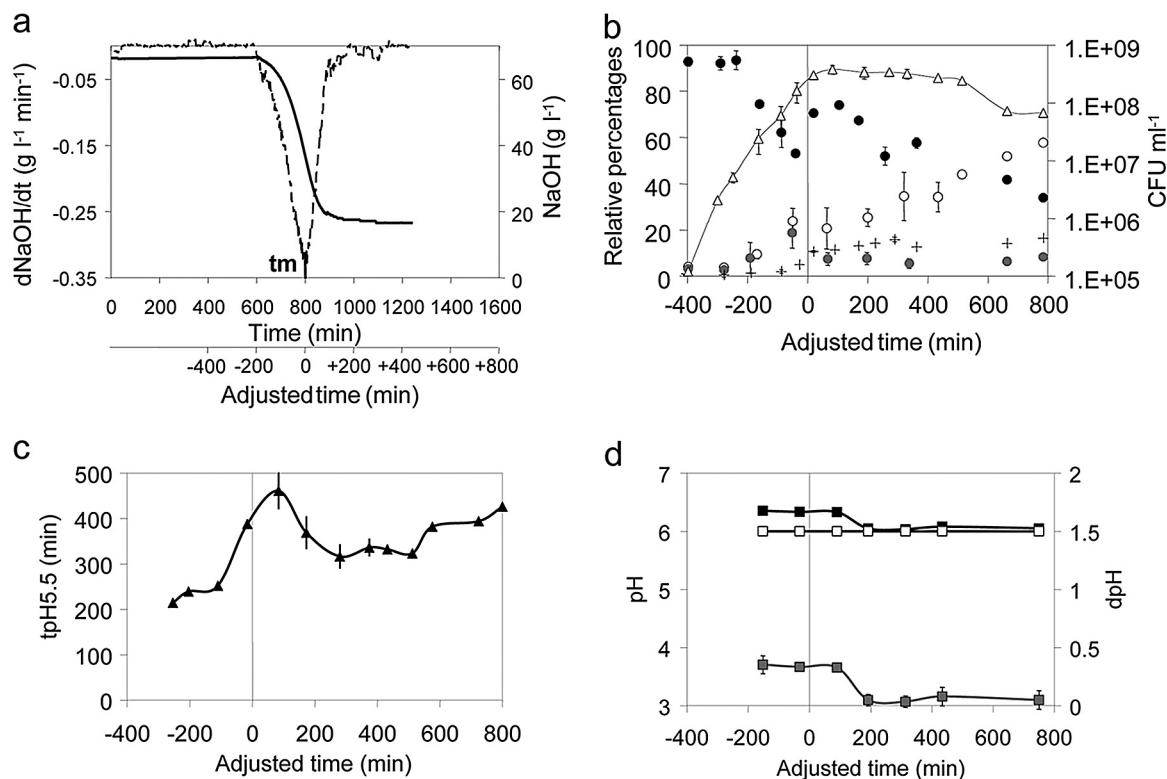 a
dNaOH/dt (g l-1 min-1)
-0.05
-0.15
-0.25
-0.35
60
40
20
0
NaOH (g l-1)
tm
0 200 400 600 800 1000 1200 1400 1600
Time (min)
-400 -200 0 +200 +400 +600 +800
Adjusted time (min)
b
Relative percentages
100
80
60
40
20
0
1.E+09
1.E+08
1.E+07
1.E+06
1.E+05
CFU ml-1
-400 -200 0 200 400 600 800
Adjusted time (min)
c
tpH5.5 (min)
500
400
300
200
100
0
-400 -200 0 200 400 600 800
Adjusted time (min)
d
pH
7
6
5
4
3
2
1.5
1
0.5
0
dpH
-400 -200 0 200 400 600 800
Adjusted time (min)